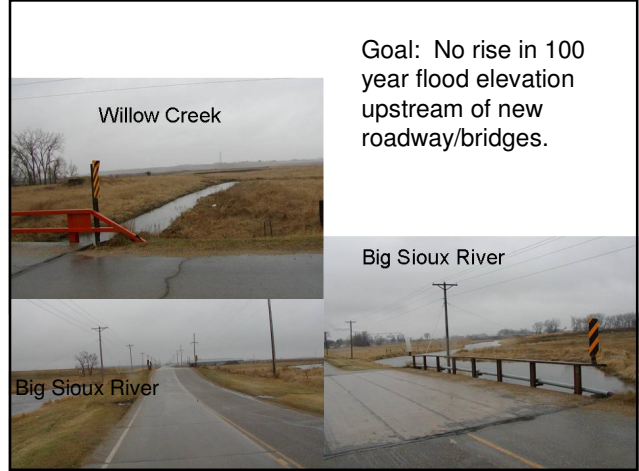 Goal: No rise in 100
year flood elevation
upstream of new
roadway/bridges.
Willow Creek
Big Sioux River
Big Sioux River